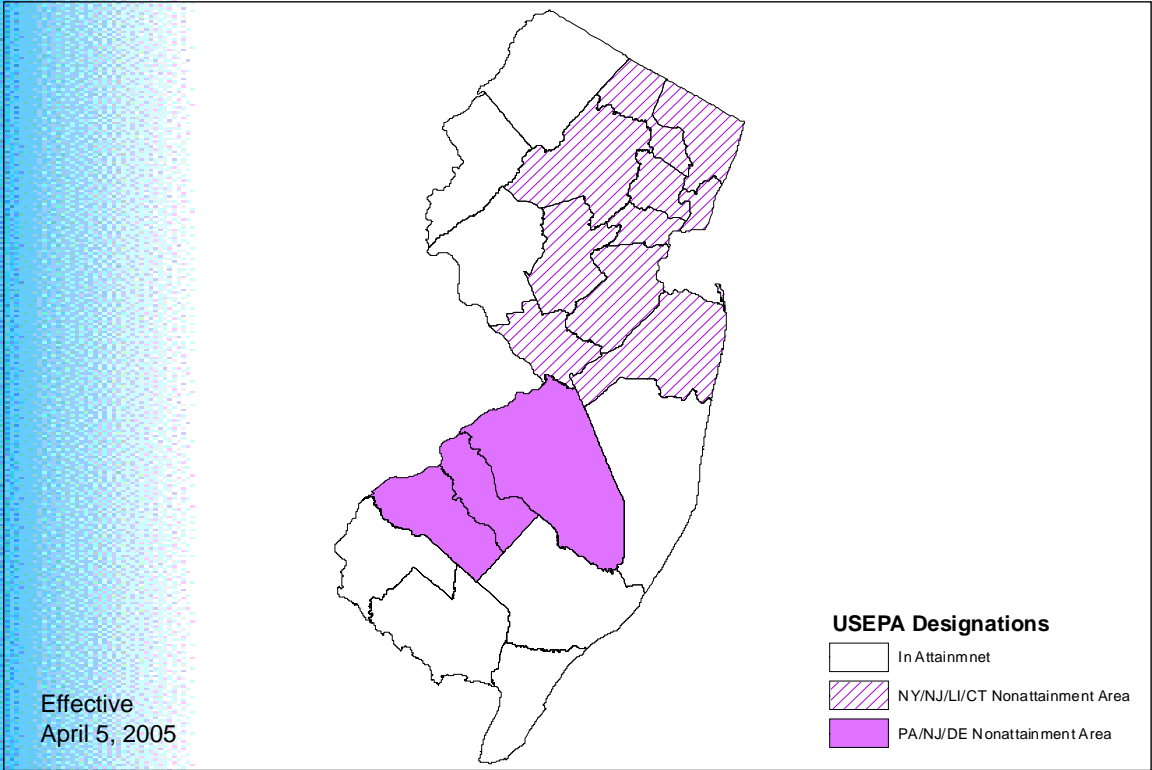 USEPA Designations
In Attainmnet
NY/NJ/LI/CT Nonattainment Area
PA/NJ/DE Nonattainment Area
Effective
April 5, 2005